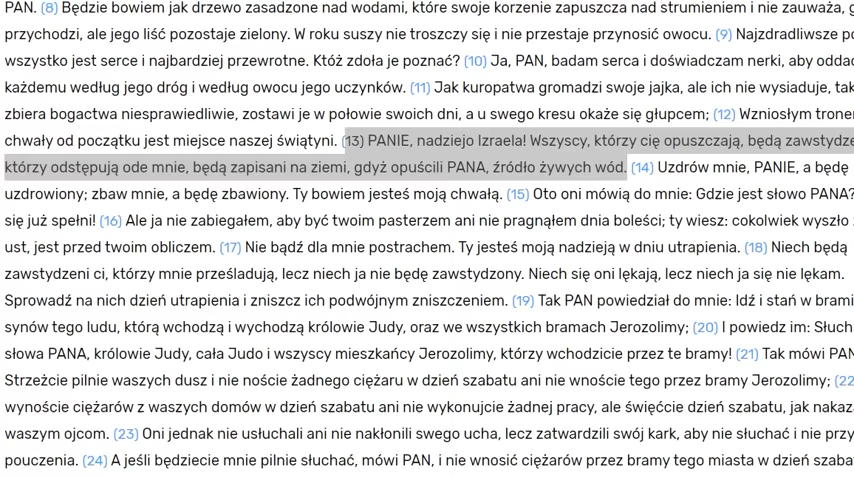 PAN. (8) Będzie bowiem jak drzewo zasadzone nad wodami, które swoje korzenie zapuszcza nad strumieniem i nie zauważa, g
przychodzi, ale jego liść pozostaje zielony. W roku suszy nie troszczy się i nie przestaje przynosić owocu. (9) Najzdradliwsze po
wszystko jest serce i najbardziej przewrotne. Któż zdoła je poznać? (10) Ja, PAN, badam serca i doświadczam nerki, aby oddać
każdemu według jego dróg i według owocu jego uczynków. (11) Jak kuropatwa gromadzi swoje jajka, ale ich nie wysiaduje, tak
zbiera bogactwa niesprawiedliwie, zostawi je w połowie swoich dni, a u swego kresu okaże się głupcem; (12) Wzniosłym trone
chwały od początku jest miejsce naszej świątyni. (13) PANIE, nadziejo Izraela! Wszyscy, którzy cię opuszczają, będą zawstydze
którzy odstępują ode mnie, będą zapisani na ziemi, gdyż opuścili PANA, źródło żywych wód. (14) Uzdrów mnie, PANIE, a będę
uzdrowiony; zbaw mnie, a będę zbawiony. Ty bowiem jesteś moją chwałą. (15) Oto oni mówią do mnie: Gdzie jest słowo PANA?
się już spełni! (16) Ale ja nie zabiegałem, aby być twoim pasterzem ani nie pragnąłem dnia boleści; ty wiesz: cokolwiek wyszło z
ust, jest przed twoim obliczem. (17) Nie bądź dla mnie postrachem. Ty jesteś moją nadzieją w dniu utrapienia. (18) Niech będą
zawstydzeni ci, którzy mnie prześladują, lecz niech ja nie będę zawstydzony. Niech się oni lękają, lecz niech ja się nie lękam.
Sprowadź na nich dzień utrapienia i zniszcz ich podwójnym zniszczeniem. (19) Tak PAN powiedział do mnie: Idź i stań w brami
synów tego ludu, którą wchodzą i wychodzą królowie Judy, oraz we wszystkich bramach Jerozolimy; (20) I powiedz im: Słuch
słowa PANA, królowie Judy, cała Judo i wszyscy mieszkańcy Jerozolimy, którzy wchodzicie przez te bramy! (21) Tak mówi PAN
Strzeżcie pilnie waszych dusz i nie noście żadnego ciężaru w dzień szabatu ani nie wnoście tego przez bramy Jerozolimy; (22
wynoście ciężarów z waszych domów w dzień szabatu ani nie wykonujcie żadnej pracy, ale święćcie dzień szabatu, jak nakaz
waszym ojcom. (23) Oni jednak nie usłuchali ani nie nakłonili swego ucha, lecz zatwardzili swój kark, aby nie słuchać i nie przy
pouczenia. (24) A jeśli będziecie mnie pilnie słuchać, mówi PAN, i nie wnosić ciężarów przez bramy tego miasta w dzień szaba